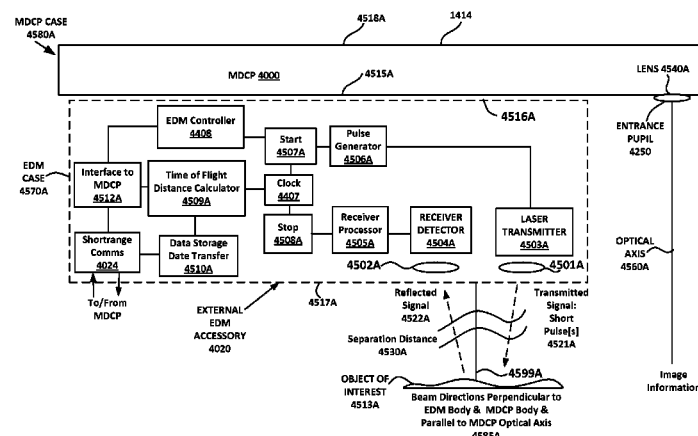 MDCP CASE
4580A
4518A
1414
MDCP 4000
4515A
LENS 4540A
4516A
ENTRANCE
PUPIL
4250
EDM
CASE
4570A
EDM Controller
4408
Start
4507A
Pulse
Generator
4506A
Interface to
MDCP
4512A
Time of Flight
Distance Calculator
4509A
Clock
4407
Stop
4508A
Receiver
Processor
4505A
RECEIVER
DETECTOR
4504A
LASER
TRANSMITTER
4503A
Shortrange
Comms
4024
Data Storage
Date Transfer
4510A
4502A
4501A
OPTICAL
AXIS
4560A
To/From
MDCP
EXTERNAL
EDM
ACCESSORY
4020
4517A
Reflected
Signal
4522A
Transmitted
Signal:
Short
Pulse[s]
4521A
Separation Distance
4530A
4599A
OBJECT OF
INTEREST
4513A
Image
Information
Beam Directions Perpendicular to
EDM Body & MDCP Body &
Parallel to MDCP Optical Axis
4585A